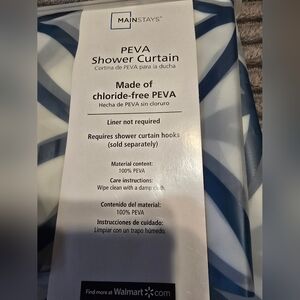 MAINSTAYS
PEVA
Shower Curtain
Cortina de PEVA para la ducha
Made of
chloride-free PEVA
Hecha de PEVA sin cloruro
Liner not required
Requires shower curtain hooks
(sold separately)
Material content:
100% PEVA
Care instructions:
Wipe clean with a damp cloth.
Contenido del material:
100% PEVA
Instrucciones de cuidado:
Limpiar con un trapo húmedo.
Find more at Walmart.com